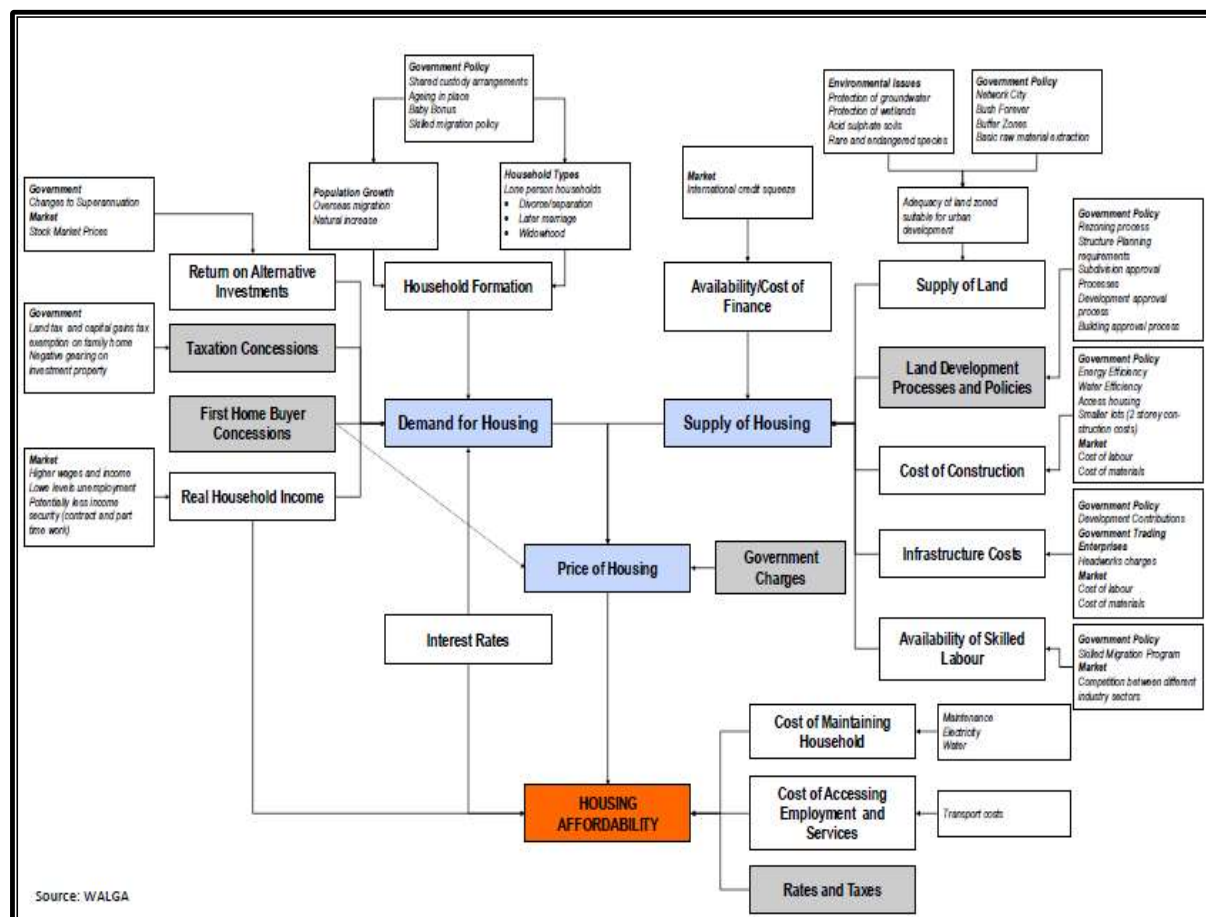 Government Policy
Shared custody arrangements
Ageing in place
Baby Bonus
Skilled migration policy
Environmental Issues
Protection of groundwater
Protection of wetlands
Acid sulphate soils
Rare and endangered species
Government Policy
Network City
Bush Forever
Buffer Zones
Basic raw material extraction
Government
Changes to Superannuation
Market
Stock Market Prices
Population Growth
Overseas migration
Natural increase
Household Types
Lone person households
• Divorce/separation
• Later marriage
• Widowhood
Market
International credit squeeze
Adequacy of land zoned
suitable for urban
development
Government Policy
Rezoning process
Structure Planning
requirements
Subdivision approval
Processes
Development approval
process
Building approval process
Return on Alternative
Investments
Household Formation
Availability/Cost of
Finance
Supply of Land
Government
Land tax and capital gains tax
exemption on family home
Negative gearing on
investment property
Taxation Concessions
Land Development
Processes and Policies
Government Policy
Energy Efficiency
Water Efficiency
Access housing
Smaller lots (2 storey con-
struction costs)
Market
Cost of labour
Cost of materials
First Home Buyer
Concessions
Demand for Housing
Supply of Housing
Cost of Construction
Market
Higher wages and income
Lowe levels unemployment
Potentially less income
security (contract and part
time work)
Real Household Income
Government Policy
Development Contributions
Government Trading
Enterprises
Headworks charges
Market
Cost of labour
Cost of materials
Infrastructure Costs
Price of Housing
Government
Charges
Interest Rates
Availability of Skilled
Labour
Government Policy
Skilled Migration Program
Market
Competition between different
industry sectors
Cost of Maintaining
Household
Maintenance
Electricity
Water
HOUSING
AFFORDABILITY
Cost of Accessing
Employment and
Services
Transport costs
Rates and Taxes
Source: WALGA